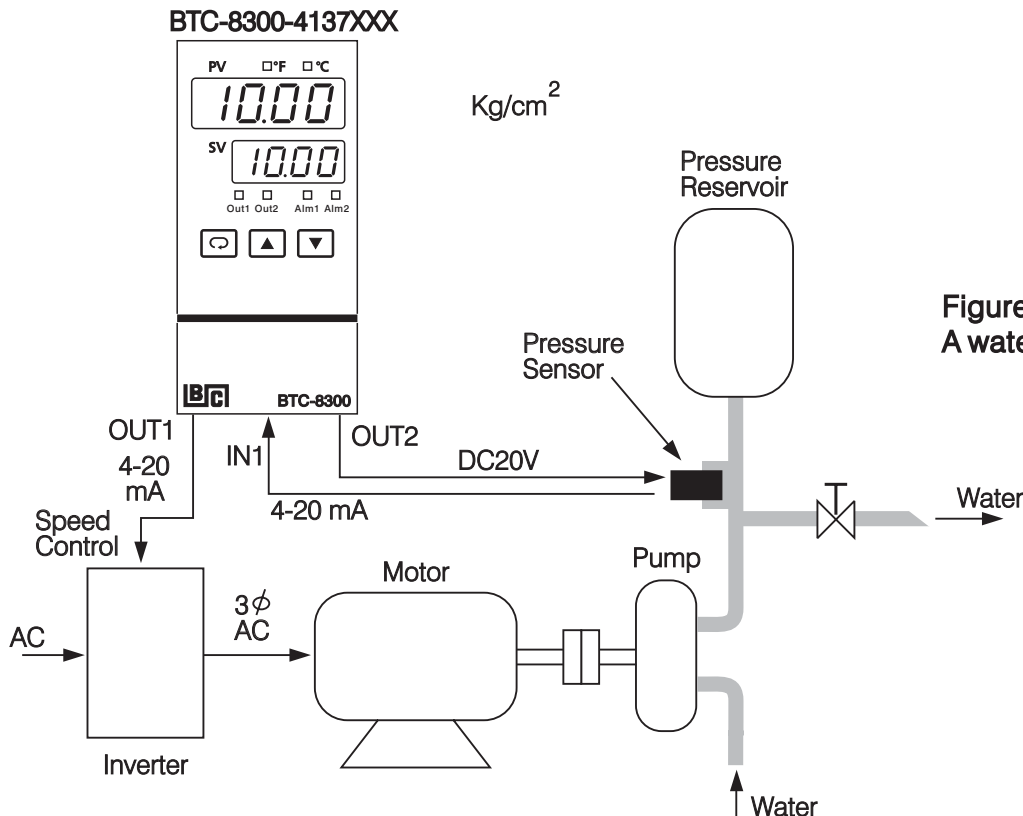 BTC-8300-4137XXX
PV °F °C
10.00
Kg/cm²
SV
10.00
Out1 Out2 Alm1 Alm2
Pressure
Reservoir
Figure
A wate
Pressure
Sensor
BC
BTC-8300
OUT1
IN1
OUT2
4-20
mA
DC20V
4-20 mA
Water
Speed
Control
Pump
Motor
3ϕ
AC
AC
Inverter
Water